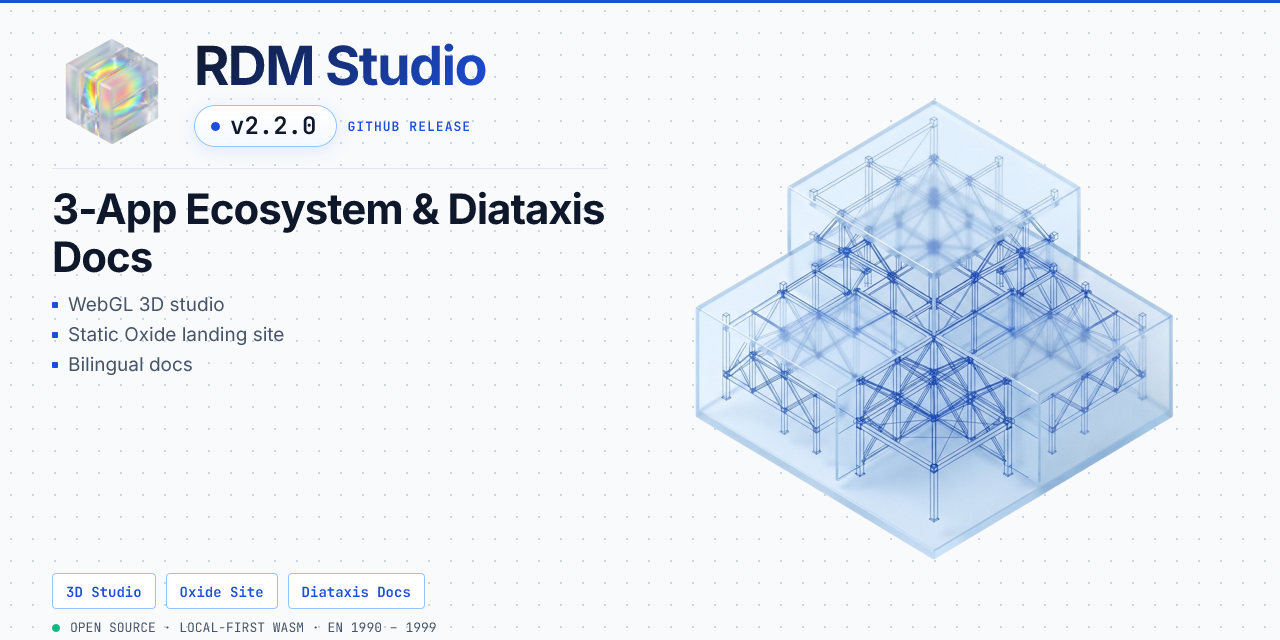 RDM Studio
v2.2.0
GITHUB RELEASE
3-App Ecosystem & Diataxis
Docs
WebGL 3D studio
Static Oxide landing site
Bilingual docs
3D Studio
Oxide Site
Diataxis Docs
OPEN SOURCE · LOCAL-FIRST WASM · EN 1990 – 1999